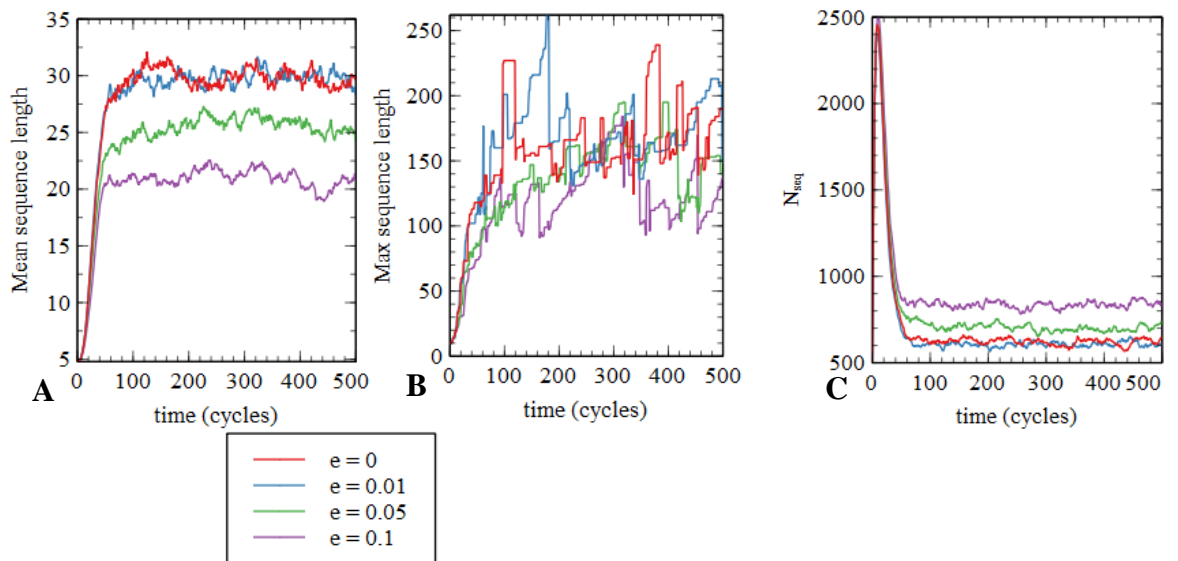 35
30
25
20
15
10
5
Mean sequence length
0 100 200 300 400 500
time (cycles)
A
250
200
150
100
50
0
Max sequence length
0 100 200 300 400 500
time (cycles)
B
2500
2000
1500
1000
500
Nseq
0 100 200 300 400 500
time (cycles)
C
e = 0
e = 0.01
e = 0.05
e = 0.1